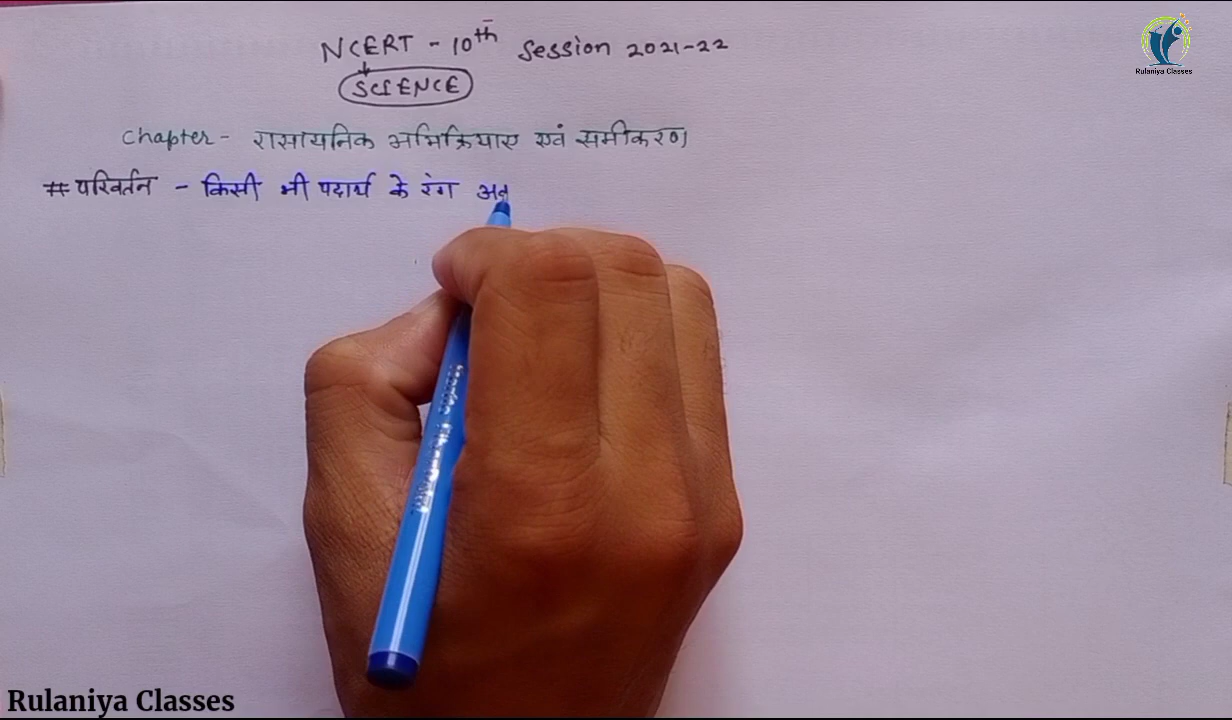 NCERT - 10th Session 2021-22
SCIENCE
Chapter - रासायनिक अभिक्रियाए एवं समीकरण
# परिवर्तन - किसी भी पदार्थ के रंग
Rulaniya Classes
Rulaniya Classes